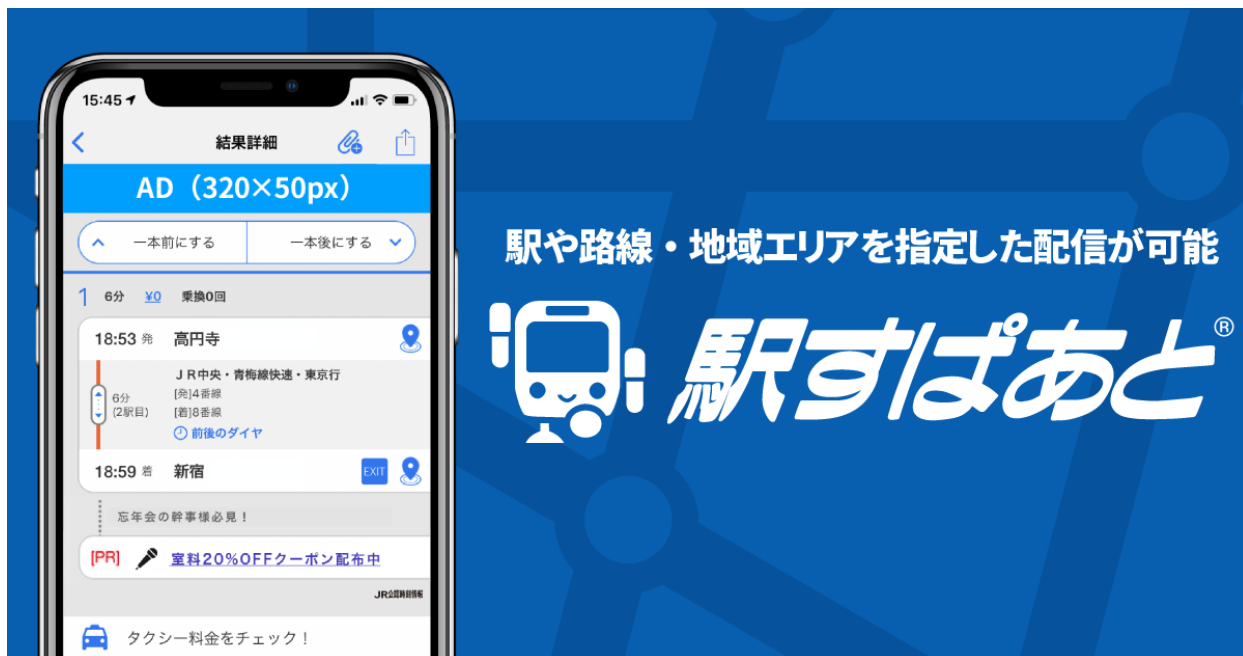 15:45
結果詳細
AD（320×50px）
一本前にする
一本後にする
1 6分 ¥0 乗換0回
18:53 発 高円寺
ＪＲ中央・青梅線快速・東京行
[発]4番線
6分
(2駅目)
[着]8番線
前後のダイヤ
18:59 着 新宿 EXIT
忘年会の幹事様必見！
[PR] 室料20%OFFクーポン配布中
JR公認時刻情報
タクシー料金をチェック！
駅や路線・地域エリアを指定した配信が可能
駅すぱあと®